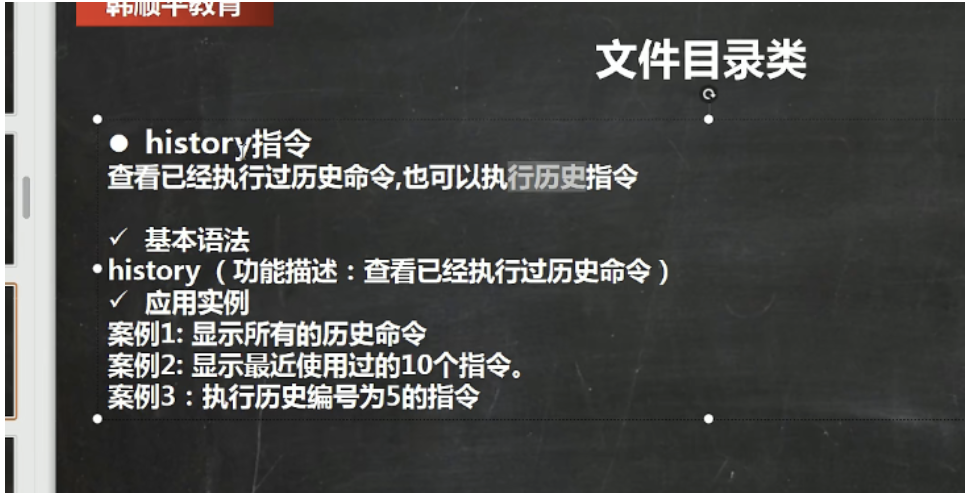 韩顺平教育
文件目录类
● history指令
查看已经执行过历史命令,也可以执行历史指令
✓ 基本语法
•history （功能描述：查看已经执行过历史命令）
✓ 应用实例
案例1: 显示所有的历史命令
案例2: 显示最近使用过的10个指令。
案例3：执行历史编号为5的指令